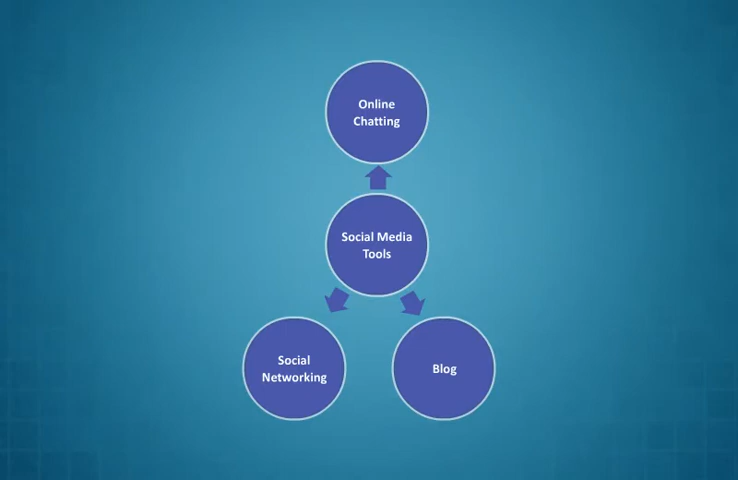 Online
Chatting
Social Media
Tools
Social
Networking
Blog